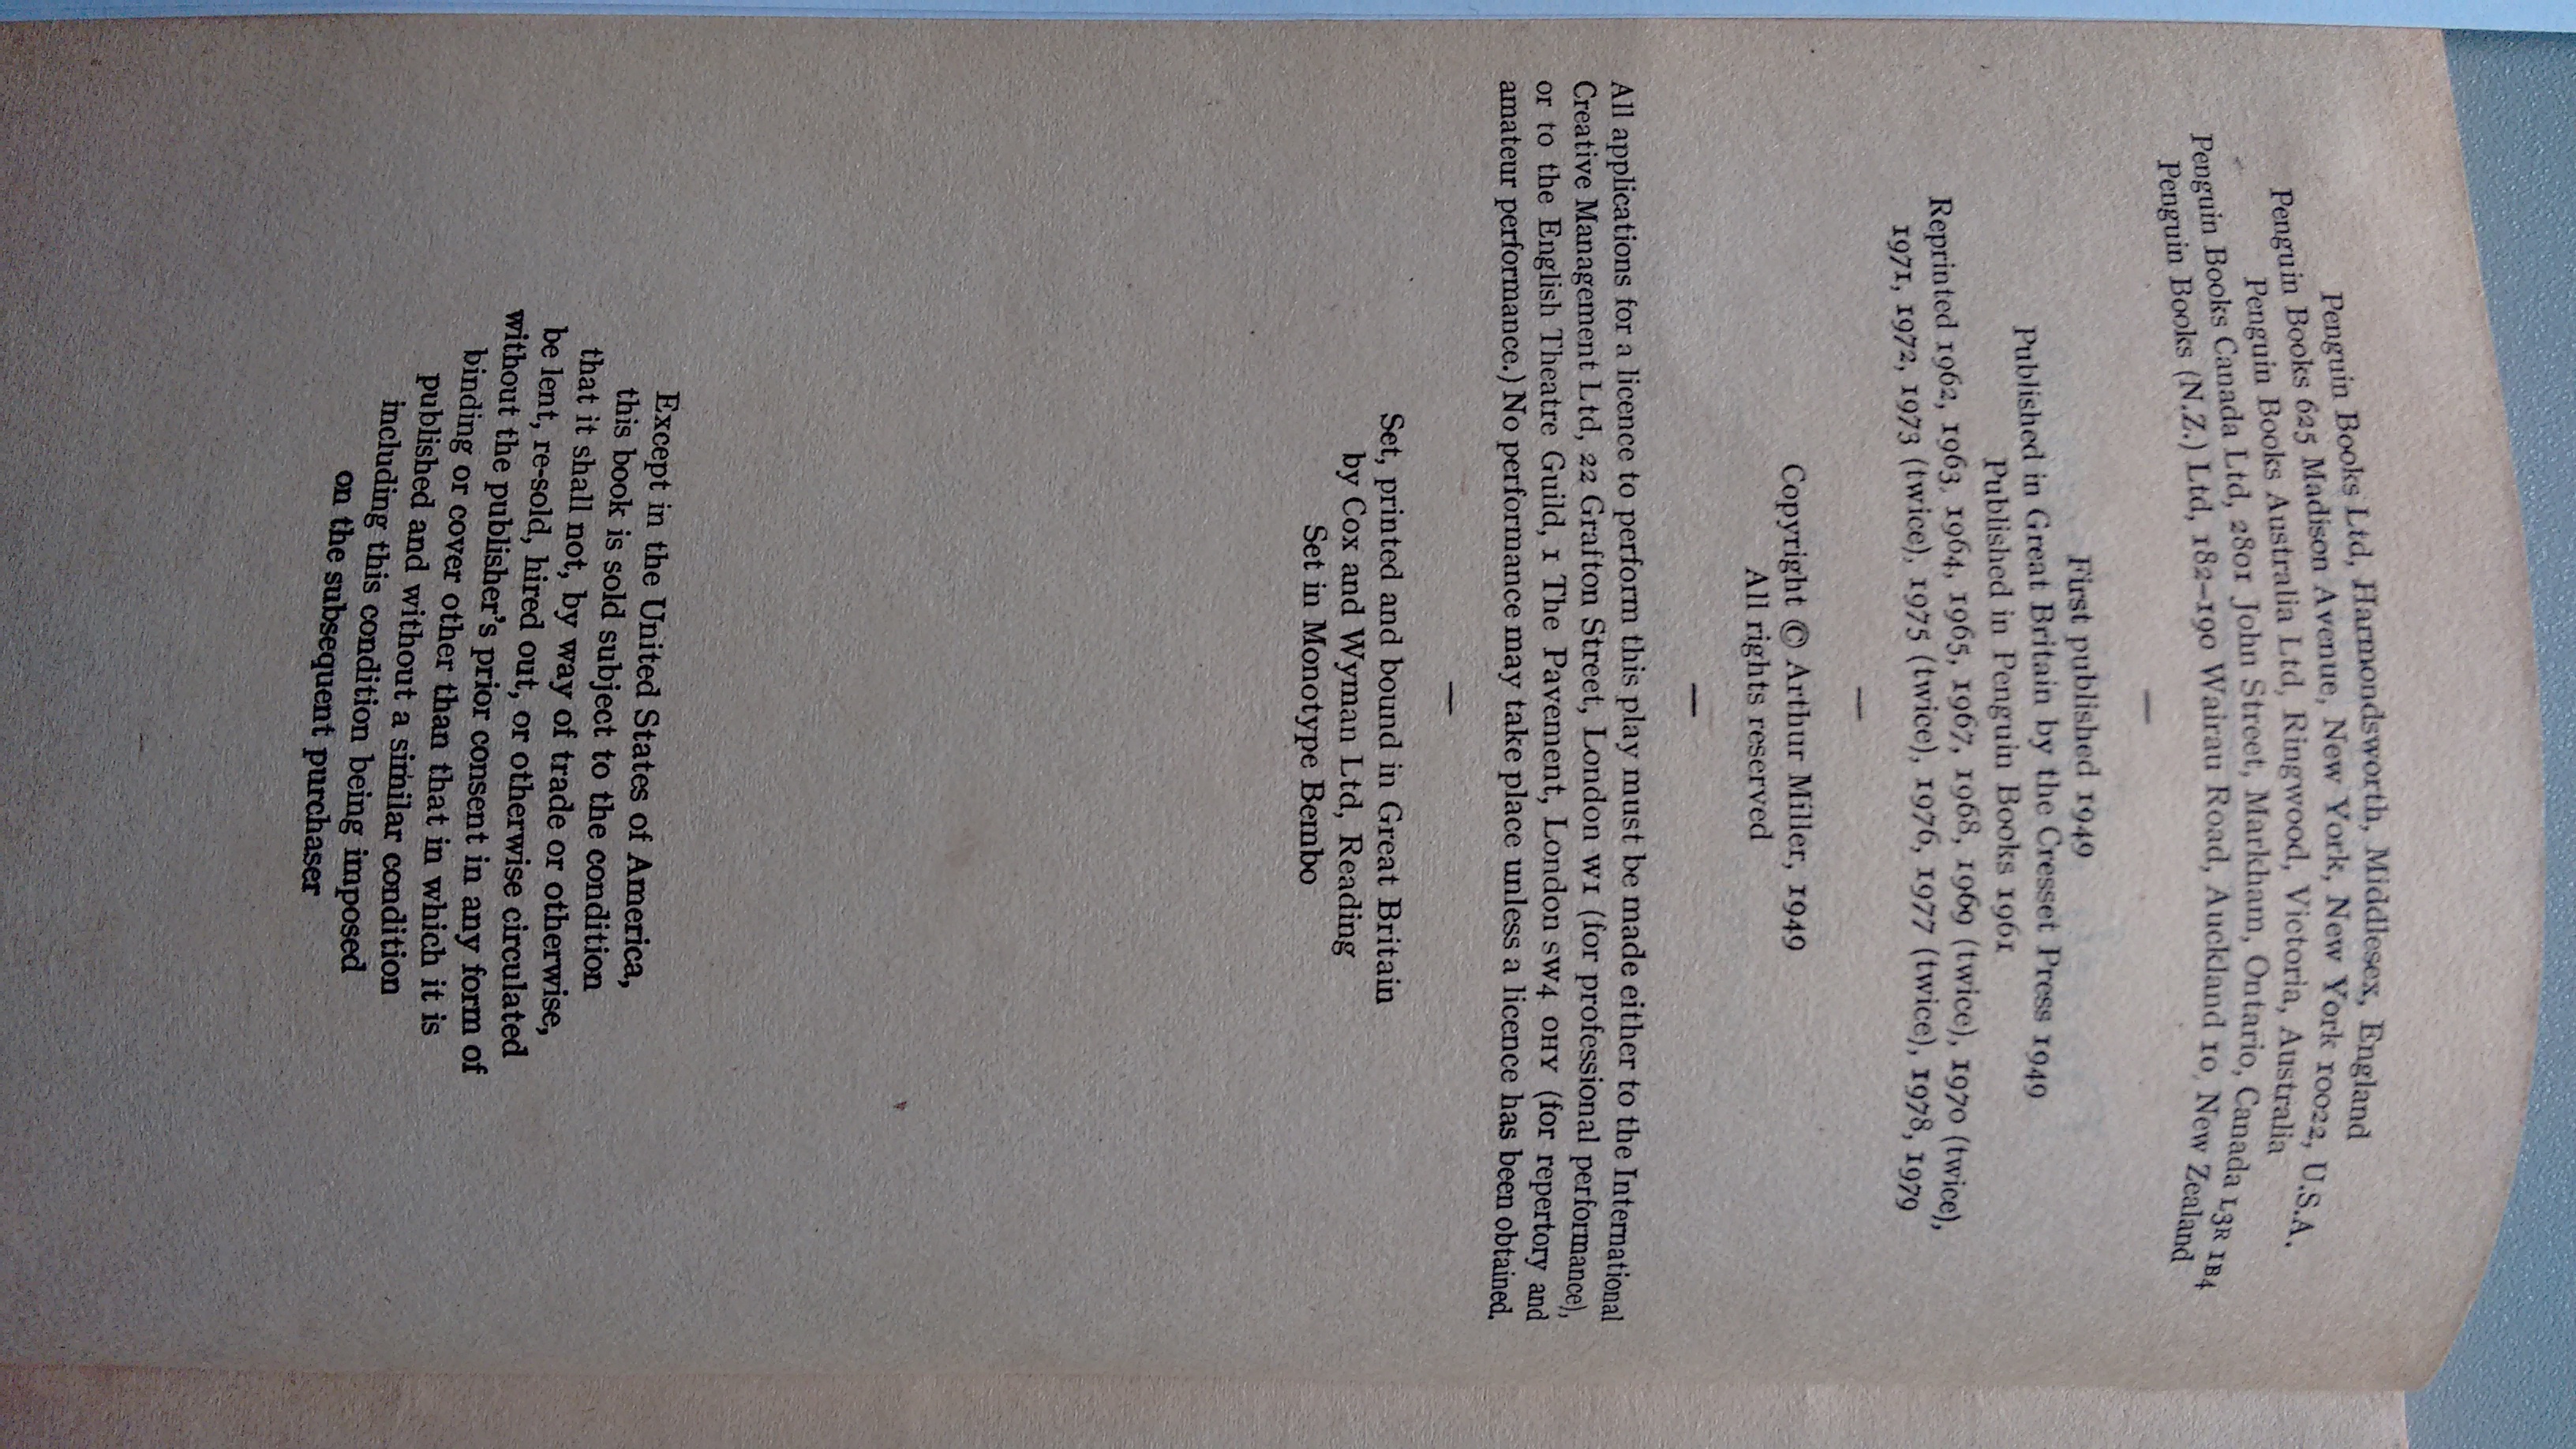 Penguin Books Ltd, Harmondsworth, Middlesex, England
Penguin Books 625 Madison Avenue, New York, New York 10022, U.S.A.
Penguin Books Australia Ltd, Ringwood, Victoria, Australia
Penguin Books Canada Ltd, 2801 John Street, Markham, Ontario, Canada L3R 1B4
Penguin Books (N.Z.) Ltd, 182–190 Wairau Road, Auckland 10, New Zealand
—
First published 1949
Published in Great Britain by the Cresset Press 1949
Published in Penguin Books 1961
Reprinted 1962, 1963, 1964, 1965, 1967, 1968, 1969 (twice), 1970 (twice),
1971, 1972, 1973 (twice), 1975 (twice), 1976, 1977 (twice), 1978, 1979
—
Copyright © Arthur Miller, 1949
All rights reserved
—
All applications for a licence to perform this play must be made either to the International
Creative Management Ltd, 22 Grafton Street, London W1 (for professional performance),
or to the English Theatre Guild, 1 The Pavement, London SW4 0HY (for repertory and
amateur performance.) No performance may take place unless a licence has been obtained.
—
Set, printed and bound in Great Britain
by Cox and Wyman Ltd, Reading
Set in Monotype Bembo
Except in the United States of America,
this book is sold subject to the condition
that it shall not, by way of trade or otherwise,
be lent, re-sold, hired out, or otherwise circulated
without the publisher's prior consent in any form of
binding or cover other than that in which it is
published and without a similar condition
including this condition being imposed
on the subsequent purchaser